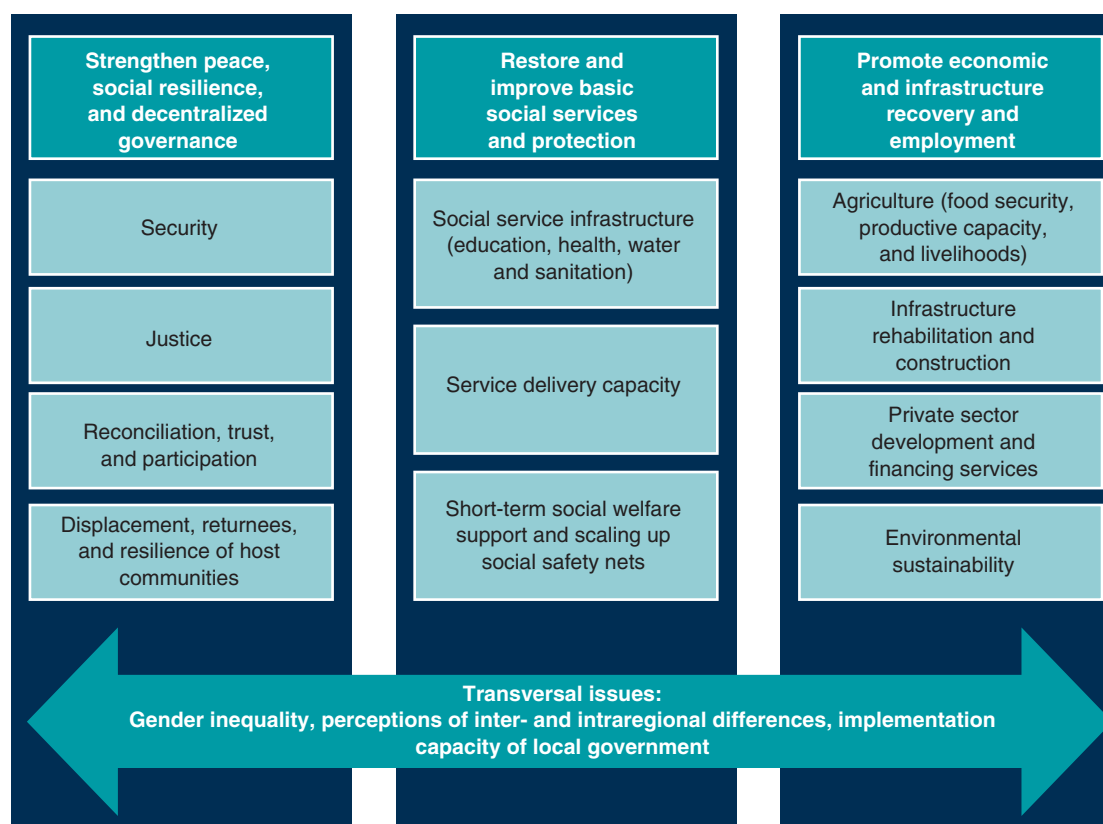 Strengthen peace,
social resilience,
and decentralized
governance
Security
Justice
Reconciliation, trust,
and participation
Displacement, returnees,
and resilience of host
communities
Restore and
improve basic
social services
and protection
Social service infrastructure
(education, health, water
and sanitation)
Service delivery capacity
Short-term social welfare
support and scaling up
social safety nets
Promote economic
and infrastructure
recovery and
employment
Agriculture (food security,
productive capacity,
and livelihoods)
Infrastructure
rehabilitation and
construction
Private sector
development and
financing services
Environmental
sustainability
Transversal issues:
Gender inequality, perceptions of inter- and intraregional differences, implementation
capacity of local government